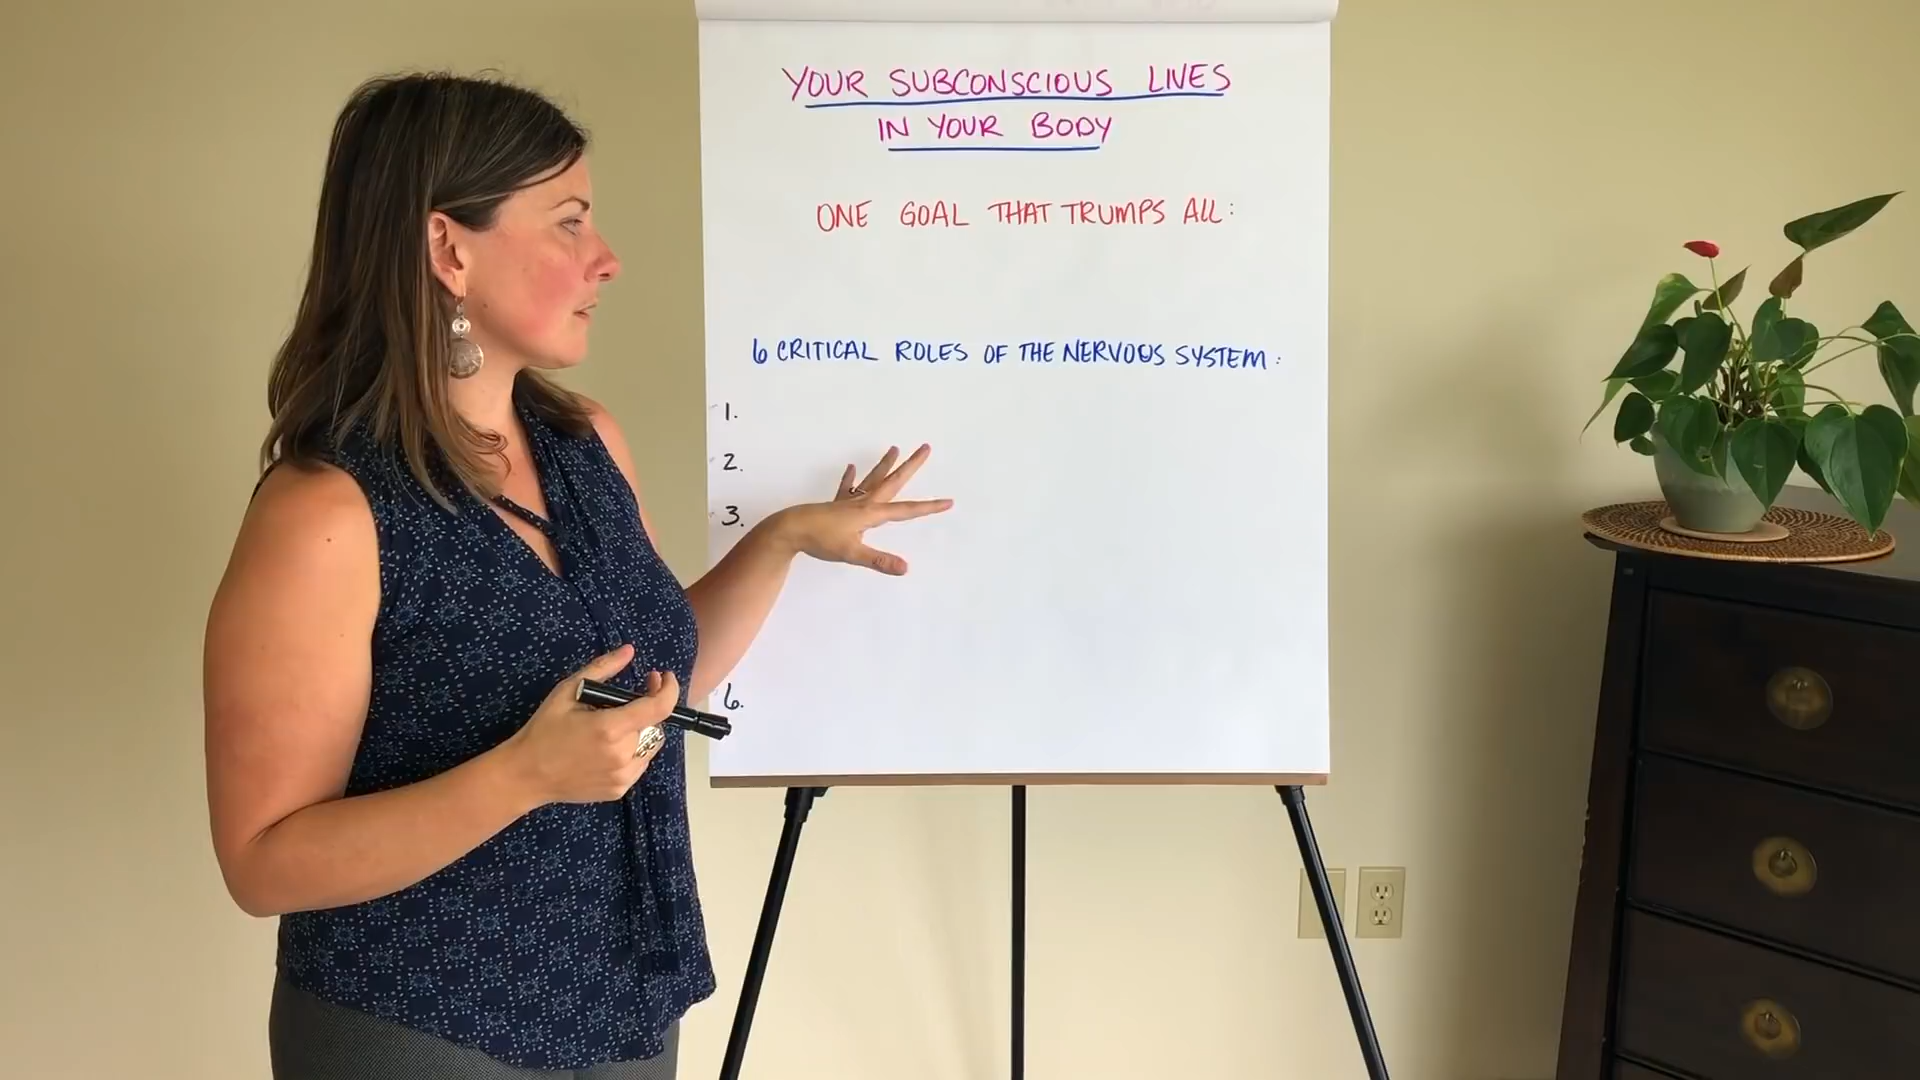 YOUR SUBCONSCIOUS LIVES
IN YOUR BODY
ONE GOAL THAT TRUMPS ALL:
6 CRITICAL ROLES OF THE NERVOUS SYSTEM:
1.
2.
3.
6.